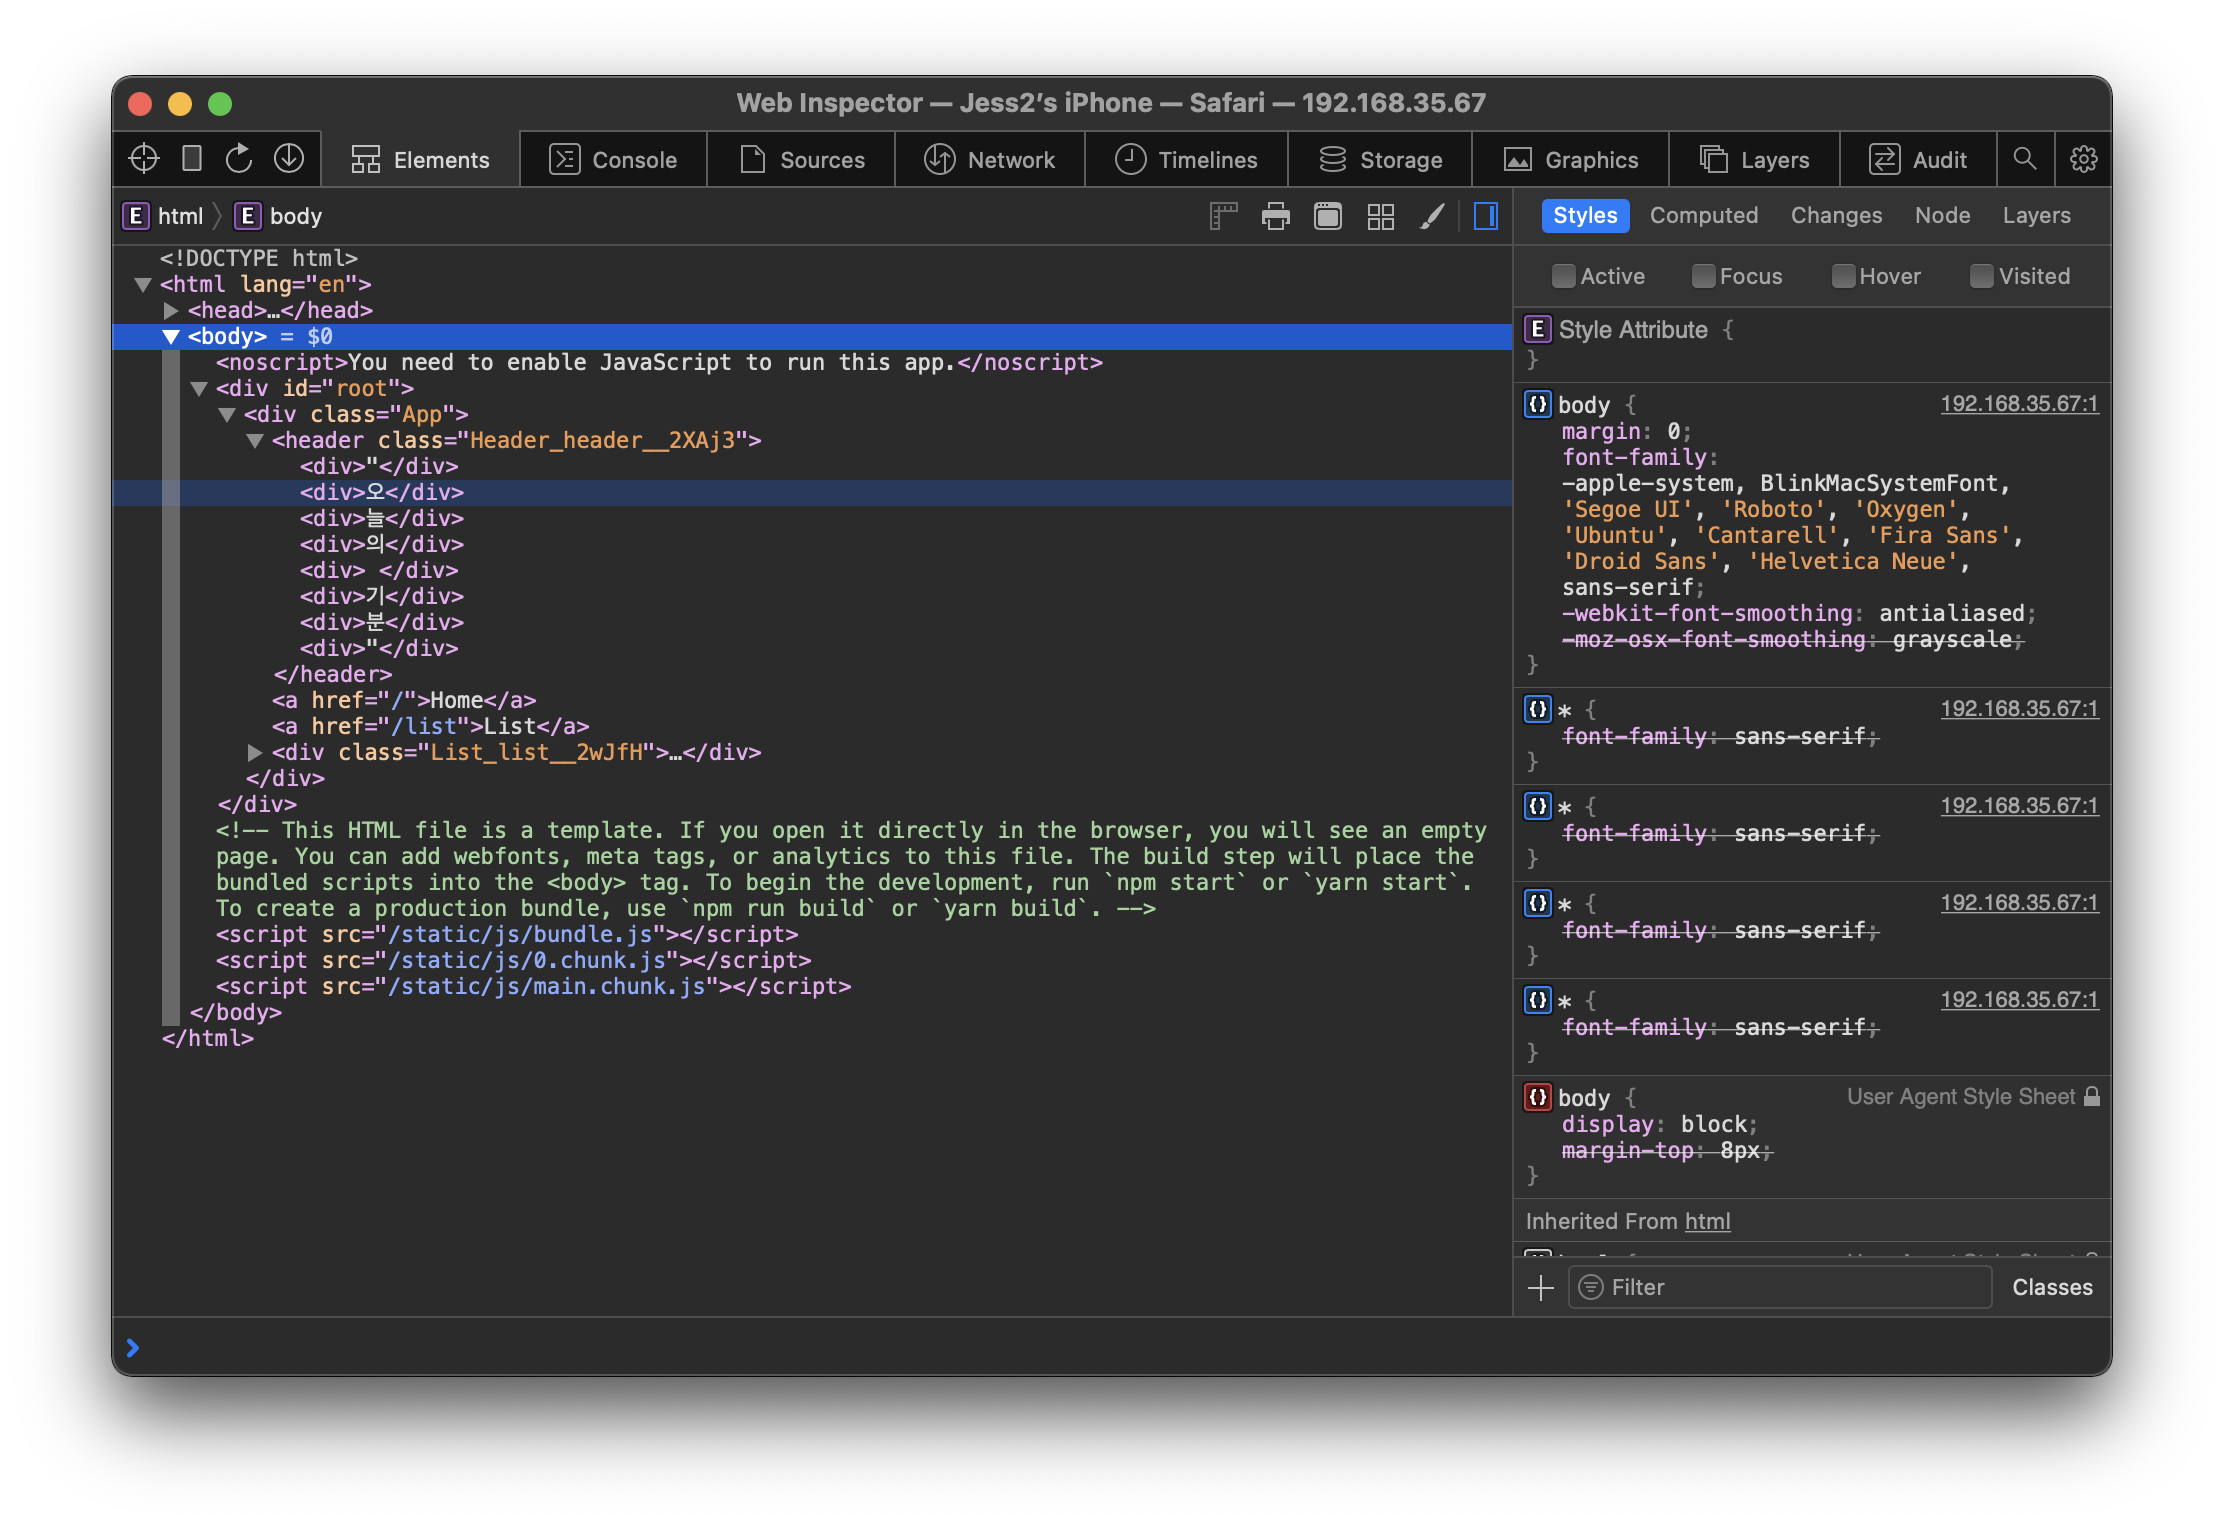 Web Inspector — Jess2's iPhone — Safari — 192.168.35.67
Elements
Console
Sources
Network
Timelines
Storage
Graphics
Layers
Audit
E html
E body
<!DOCTYPE html>
<html lang="en">
<head>…</head>
<body> = $0
<noscript>You need to enable JavaScript to run this app.</noscript>
<div id="root">
<div class="App">
<header class="Header_header__2XAj3">
<div>"</div>
<div>오</div>
<div>늘</div>
<div>의</div>
<div> </div>
<div>기</div>
<div>분</div>
<div>"</div>
</header>
<a href="/">Home</a>
<a href="/list">List</a>
<div class="List_list__2wJfH">…</div>
</div>
</div>
<!-- This HTML file is a template. If you open it directly in the browser, you will see an empty
page. You can add webfonts, meta tags, or analytics to this file. The build step will place the
bundled scripts into the <body> tag. To begin the development, run `npm start` or `yarn start`.
To create a production bundle, use `npm run build` or `yarn build`. -->
<script src="/static/js/bundle.js"></script>
<script src="/static/js/0.chunk.js"></script>
<script src="/static/js/main.chunk.js"></script>
</body>
</html>
Styles
Computed
Changes
Node
Layers
Active
Focus
Hover
Visited
E Style Attribute {
}
{} body { 192.168.35.67:1
margin: 0;
font-family:
-apple-system, BlinkMacSystemFont,
'Segoe UI', 'Roboto', 'Oxygen',
'Ubuntu', 'Cantarell', 'Fira Sans',
'Droid Sans', 'Helvetica Neue',
sans-serif;
-webkit-font-smoothing: antialiased;
-moz-osx-font-smoothing: grayscale;
}
{} * { 192.168.35.67:1
font-family: sans-serif;
}
{} * { 192.168.35.67:1
font-family: sans-serif;
}
{} * { 192.168.35.67:1
font-family: sans-serif;
}
{} * { 192.168.35.67:1
font-family: sans-serif;
}
{} body { User Agent Style Sheet
display: block;
margin-top: 8px;
}
Inherited From html
Filter
Classes